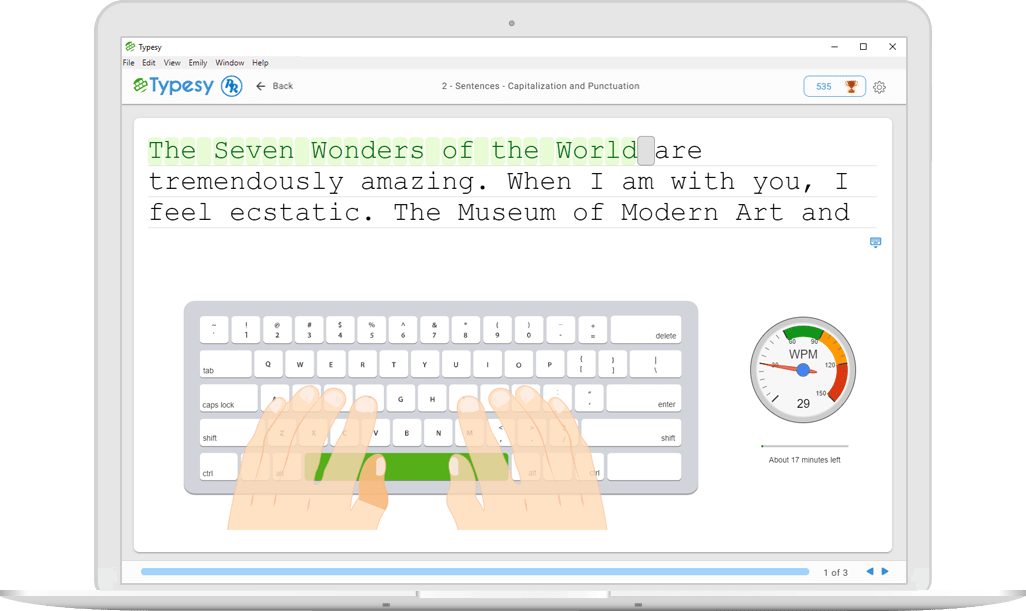 Typesy
File Edit View Emily Window Help
Typesy R Back 2 - Sentences - Capitalization and Punctuation 535
The Seven Wonders of the World are
tremendously amazing. When I am with you, I
feel ecstatic. The Museum of Modern Art and
~ ! @ # $ % ^ & * ( ) +
` 1 2 3 4 5 6 7 8 9 0 - = delete
tab Q W E R T Y U I O P { [ } ] | \
caps lock A G H : " ' enter
shift Z X C V B N M < , > . shift
ctrl alt alt ctrl
60 90
WPM
30 120
150
29
About 17 minutes left
1 of 3